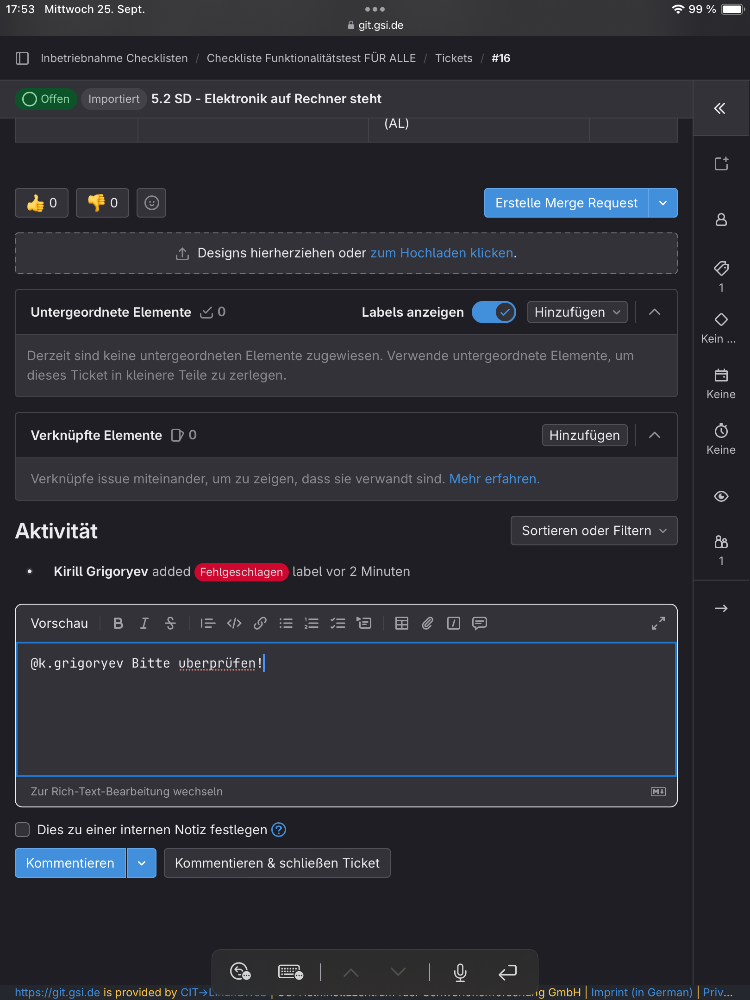 17:53 Mittwoch 25. Sept.
99 %
git.gsi.de
Inbetriebnahme Checklisten / Checkliste Funktionalitätstest FÜR ALLE / Tickets / #16
Offen Importiert 5.2 SD - Elektronik auf Rechner steht
(AL)
0 0
Erstelle Merge Request
Designs hierherziehen oder zum Hochladen klicken.
1
Untergeordnete Elemente 0 Labels anzeigen Hinzufügen
Kein ...
Derzeit sind keine untergeordneten Elemente zugewiesen. Verwende untergeordnete Elemente, um
dieses Ticket in kleinere Teile zu zerlegen.
Keine
Verknüpfte Elemente 0 Hinzufügen
Keine
Verknüpfe issue miteinander, um zu zeigen, dass sie verwandt sind. Mehr erfahren.
Aktivität Sortieren oder Filtern
1
Kirill Grigoryev added Fehlgeschlagen label vor 2 Minuten
Vorschau
@k.grigoryev Bitte uberprüfen!
Zur Rich-Text-Bearbeitung wechseln
Dies zu einer internen Notiz festlegen
Kommentieren Kommentieren & schließen Ticket
https://git.gsi.de is provided by CIT→ GmbH | Imprint (in German) | Priv...